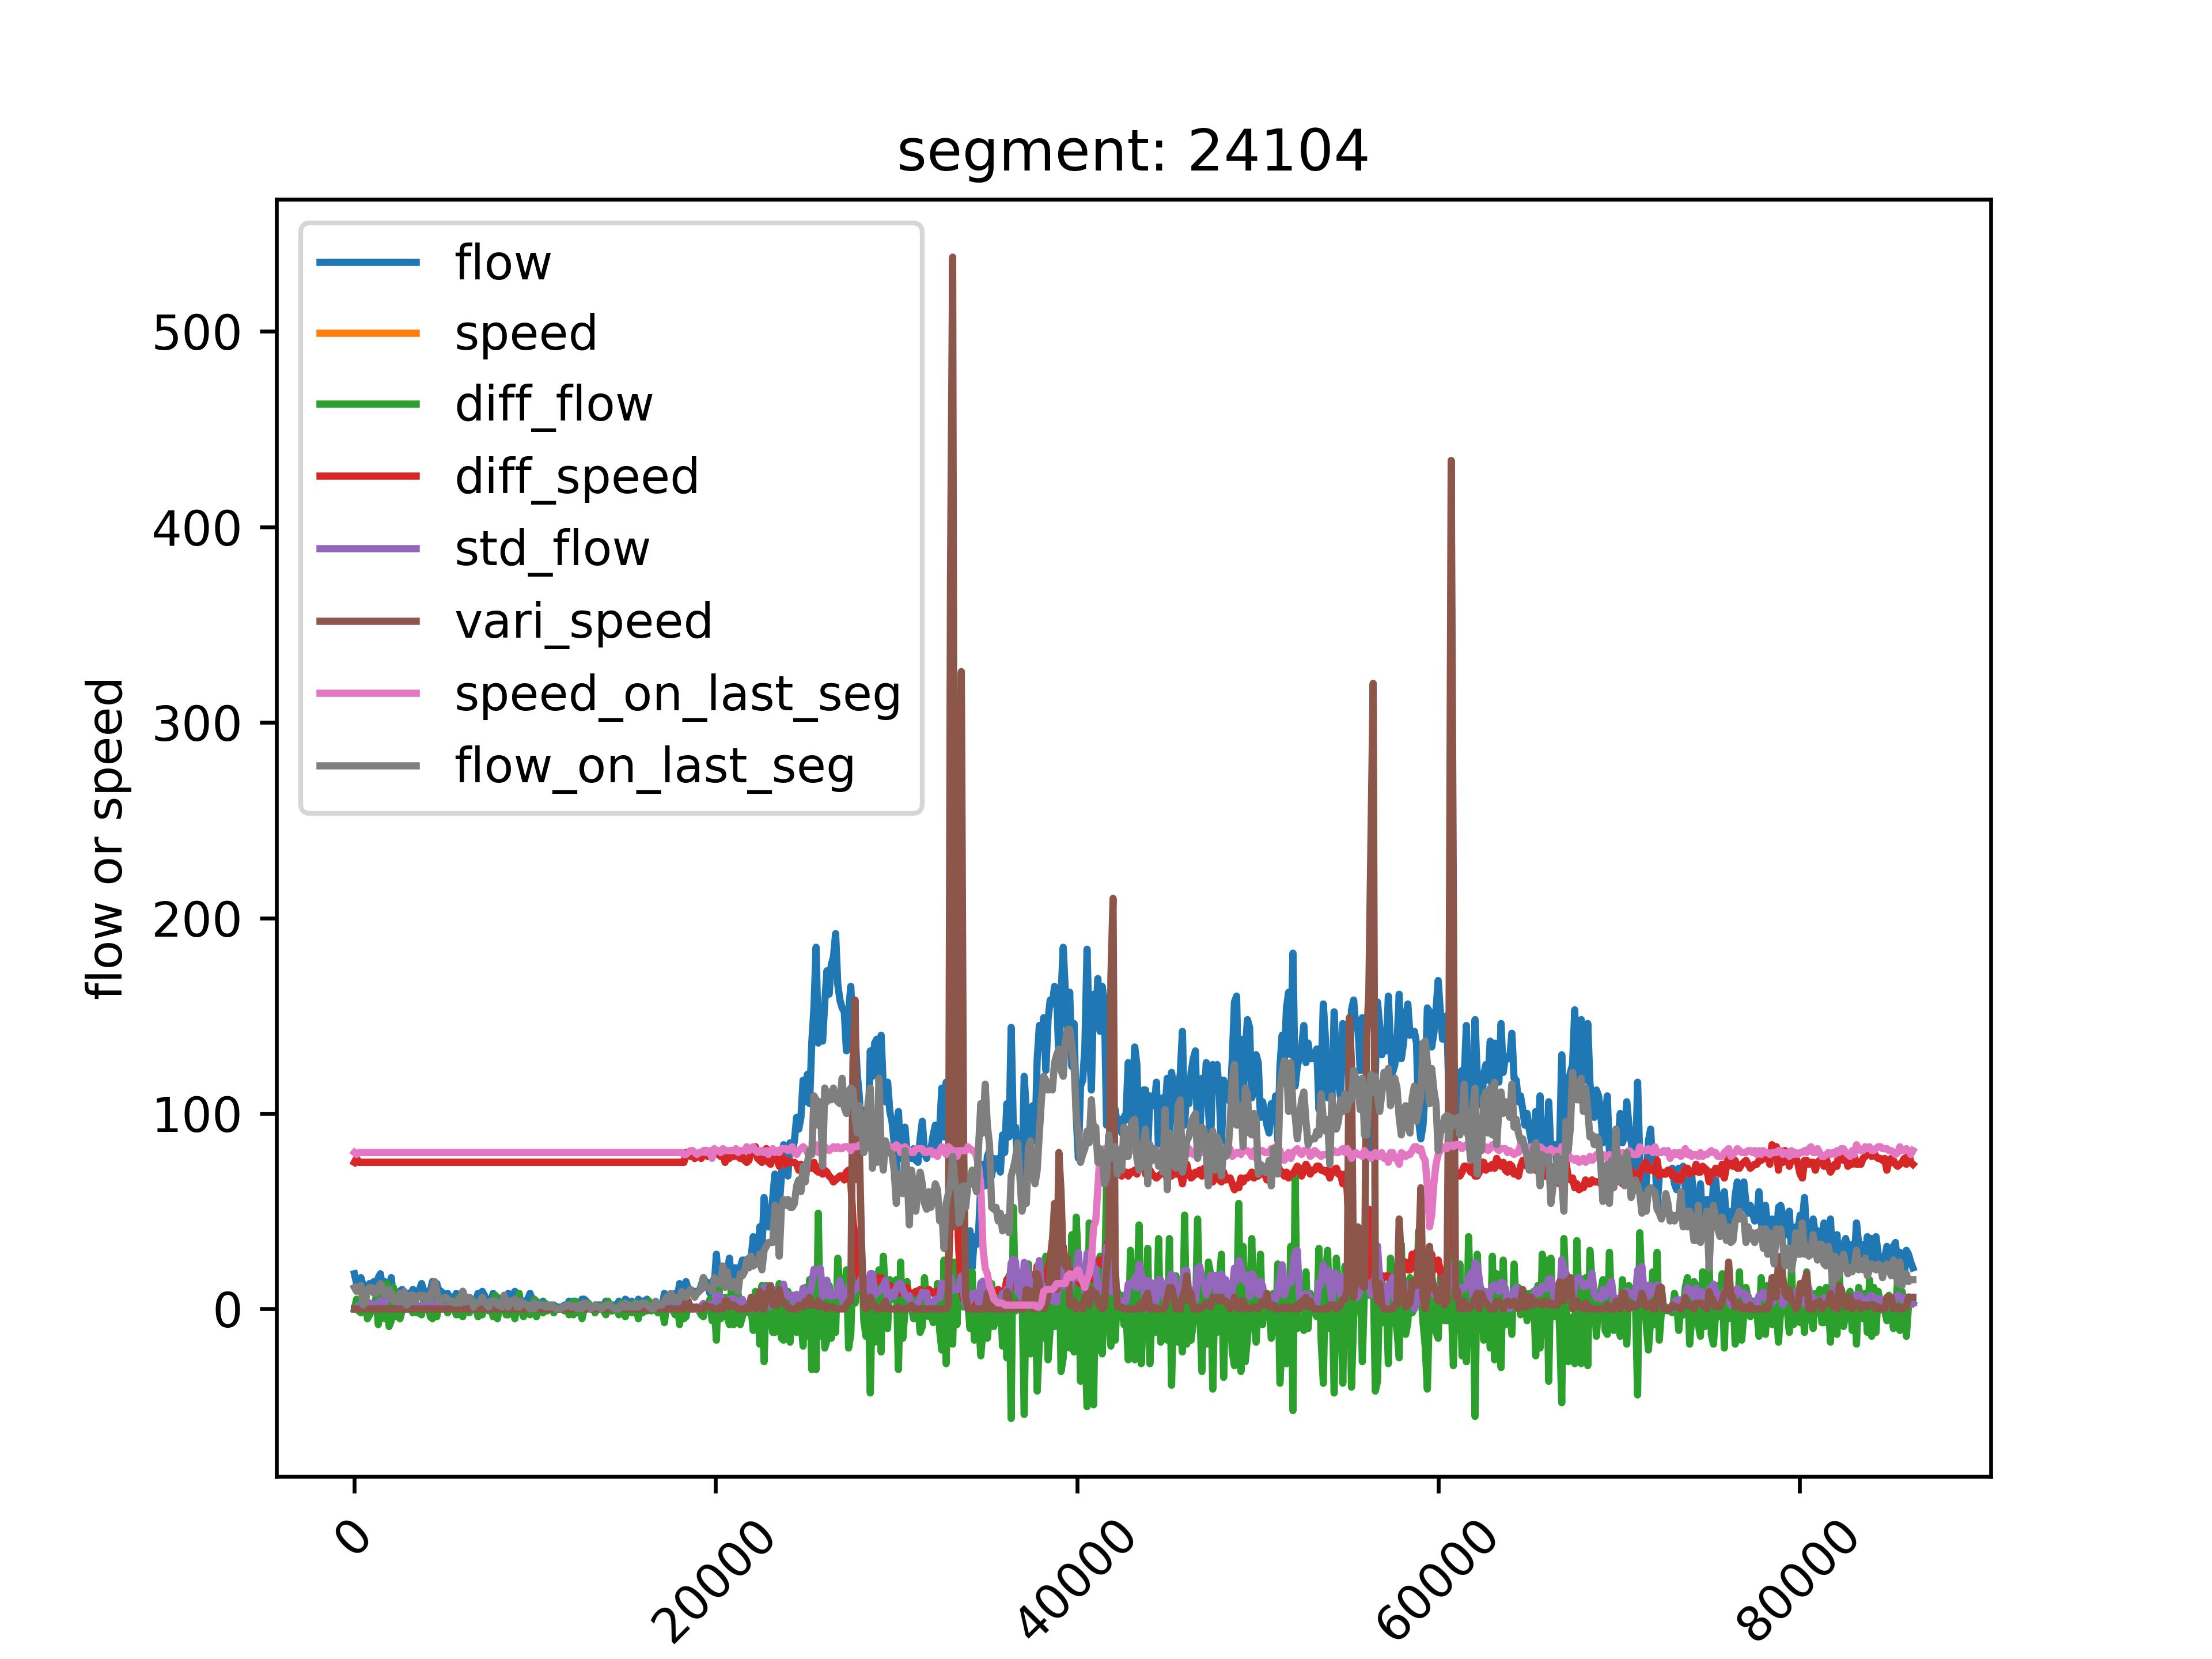 segment: 24104
flow
speed
diff_flow
diff_speed
std_flow
vari_speed
speed_on_last_seg
flow_on_last_seg
flow or speed
500
400
300
200
100
0
0
20000
40000
60000
80000